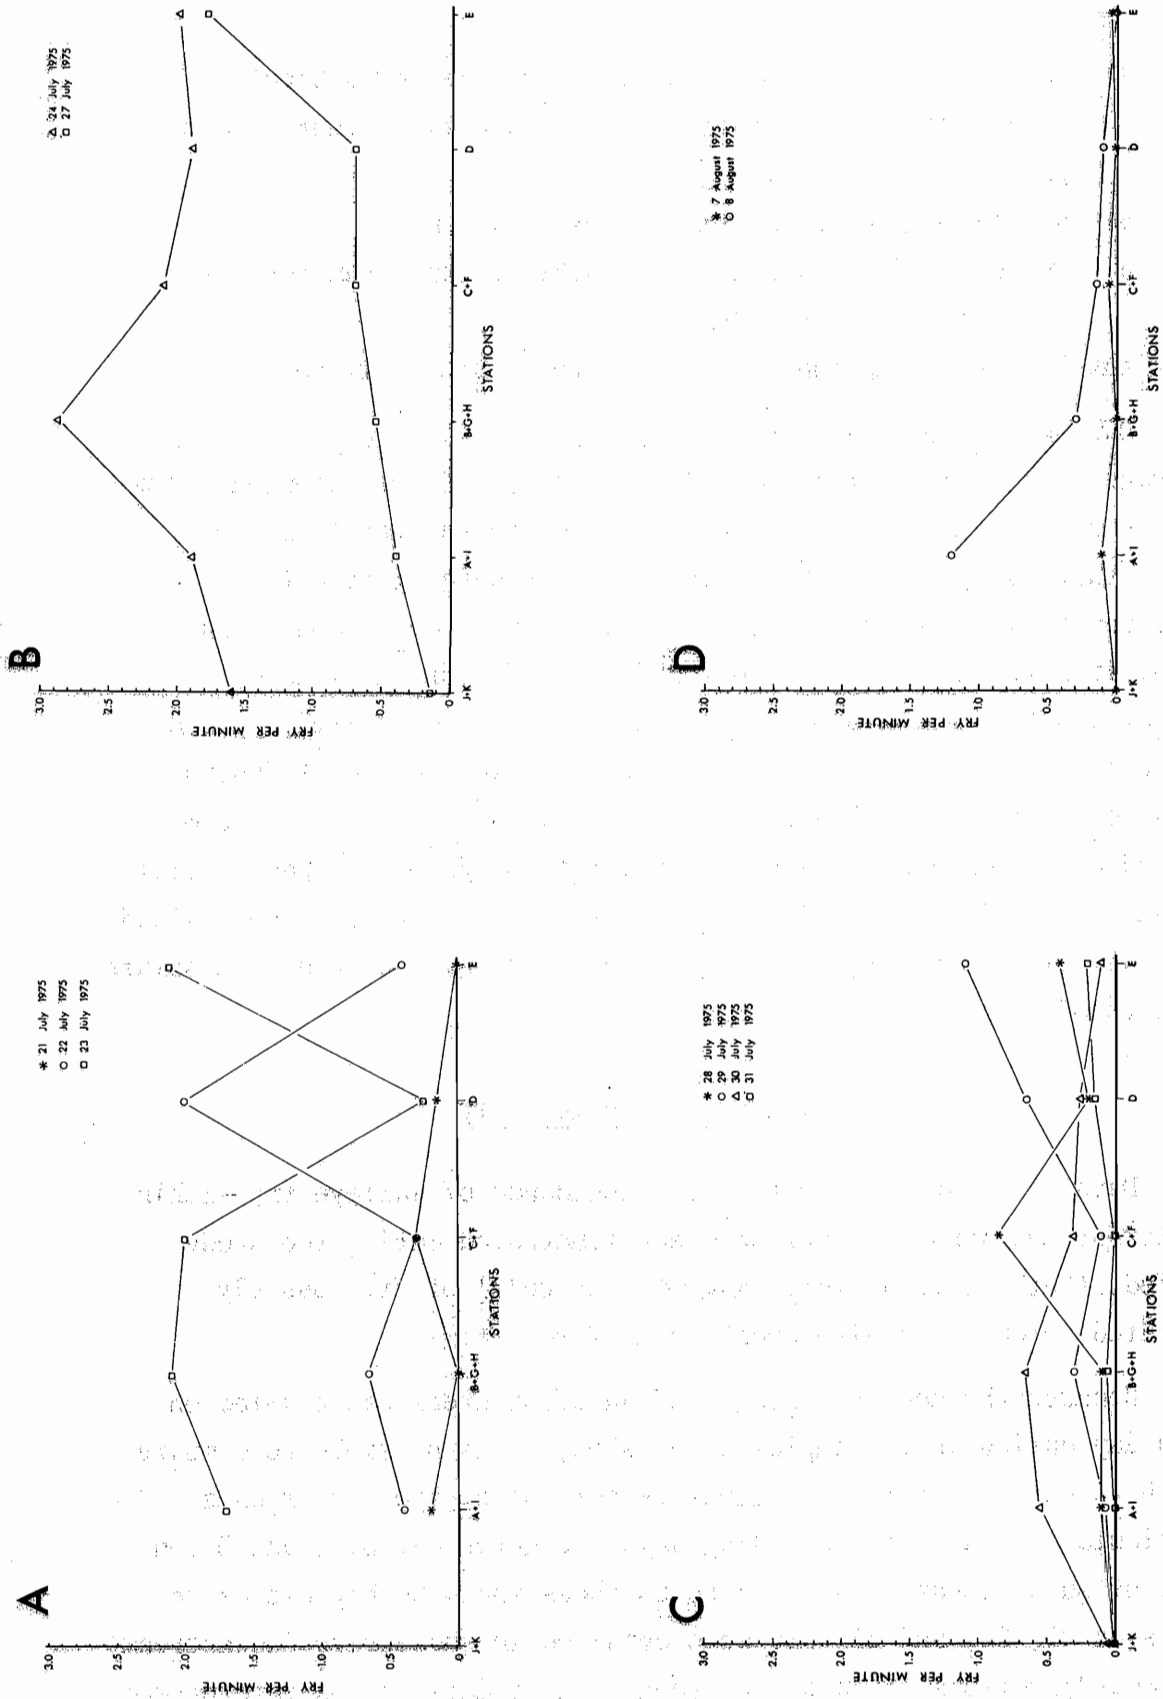 A
* 21 July 1975
○ 22 July 1975
□ 23 July 1975
3.0
2.5
2.0
1.5
1.0
0.5
0
FRY PER MINUTE
J+K A+I B+G+H C+F D E
STATIONS
B
△ 24 July 1975
□ 27 July 1975
3.0
2.5
2.0
1.5
1.0
0.5
0
FRY PER MINUTE
J+K A+I B+G+H C+F D E
STATIONS
C
* 28 July 1975
○ 29 July 1975
△ 30 July 1975
□ 31 July 1975
3.0
2.5
2.0
1.5
1.0
0.5
0
FRY PER MINUTE
J+K A+I B+G+H C+F D E
STATIONS
D
* 7 August 1975
○ 8 August 1975
3.0
2.5
2.0
1.5
1.0
0.5
0
FRY PER MINUTE
J+K A+I B+G+H C+F D E
STATIONS